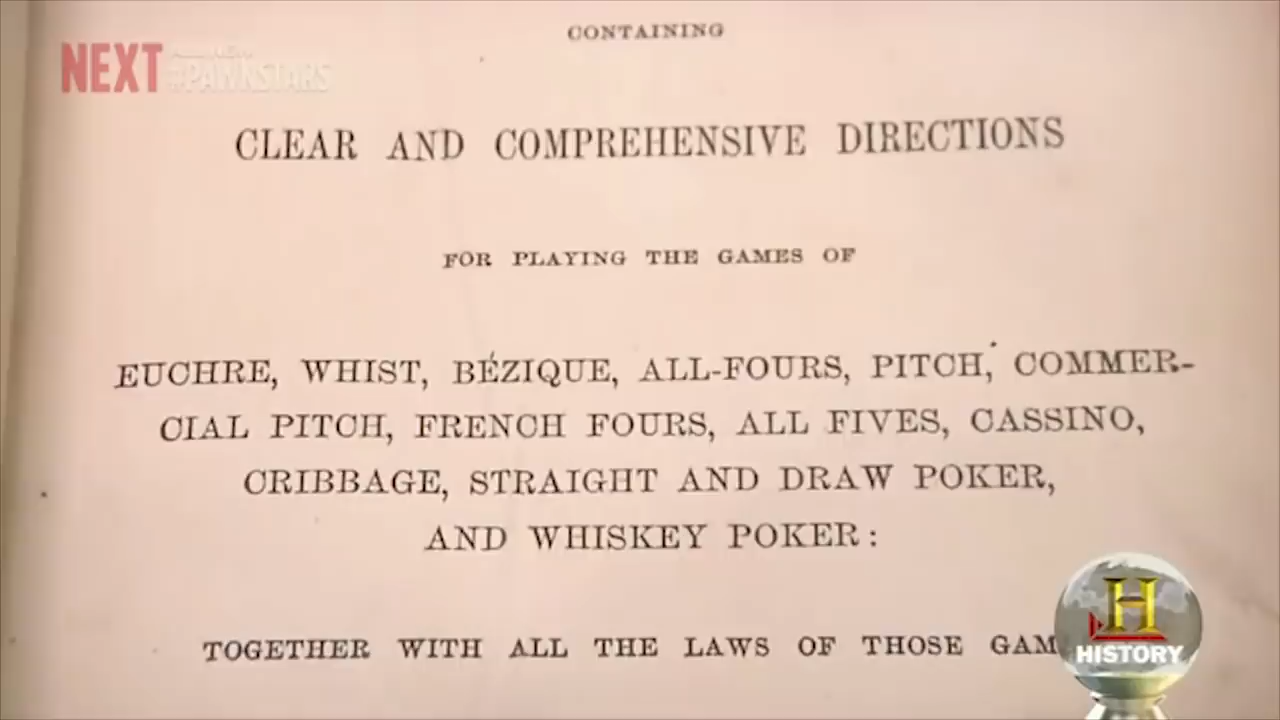 CONTAINING
NEXT
#PAWNSTARS
CLEAR AND COMPREHENSIVE DIRECTIONS
FOR PLAYING THE GAMES OF
EUCHRE, WHIST, BÉZIQUE, ALL-FOURS, PITCH, COMMER-
CIAL PITCH, FRENCH FOURS, ALL FIVES, CASSINO,
CRIBBAGE, STRAIGHT AND DRAW POKER,
AND WHISKEY POKER:
TOGETHER WITH ALL THE LAWS OF THOSE GAM
H
HISTORY